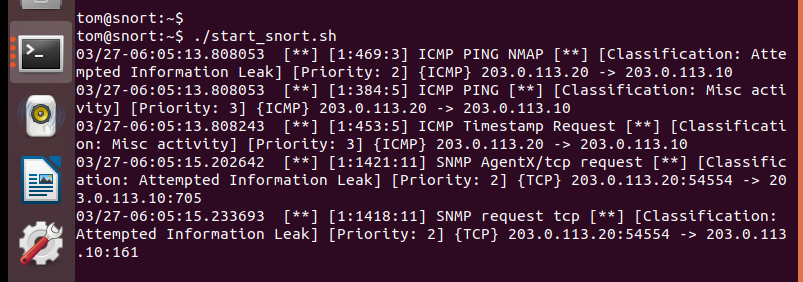 tom@snort:~$
tom@snort:~$ ./start_snort.sh
03/27-06:05:13.808053  [**] [1:469:3] ICMP PING NMAP [**] [Classification: Atte
mpted Information Leak] [Priority: 2] {ICMP} 203.0.113.20 -> 203.0.113.10
03/27-06:05:13.808053  [**] [1:384:5] ICMP PING [**] [Classification: Misc acti
vity] [Priority: 3] {ICMP} 203.0.113.20 -> 203.0.113.10
03/27-06:05:13.808243  [**] [1:453:5] ICMP Timestamp Request [**] [Classificati
on: Misc activity] [Priority: 3] {ICMP} 203.0.113.20 -> 203.0.113.10
03/27-06:05:15.202642  [**] [1:1421:11] SNMP AgentX/tcp request [**] [Classific
ation: Attempted Information Leak] [Priority: 2] {TCP} 203.0.113.20:54554 -> 20
3.0.113.10:705
03/27-06:05:15.233693  [**] [1:1418:11] SNMP request tcp [**] [Classification:
Attempted Information Leak] [Priority: 2] {TCP} 203.0.113.20:54554 -> 203.0.113
.10:161